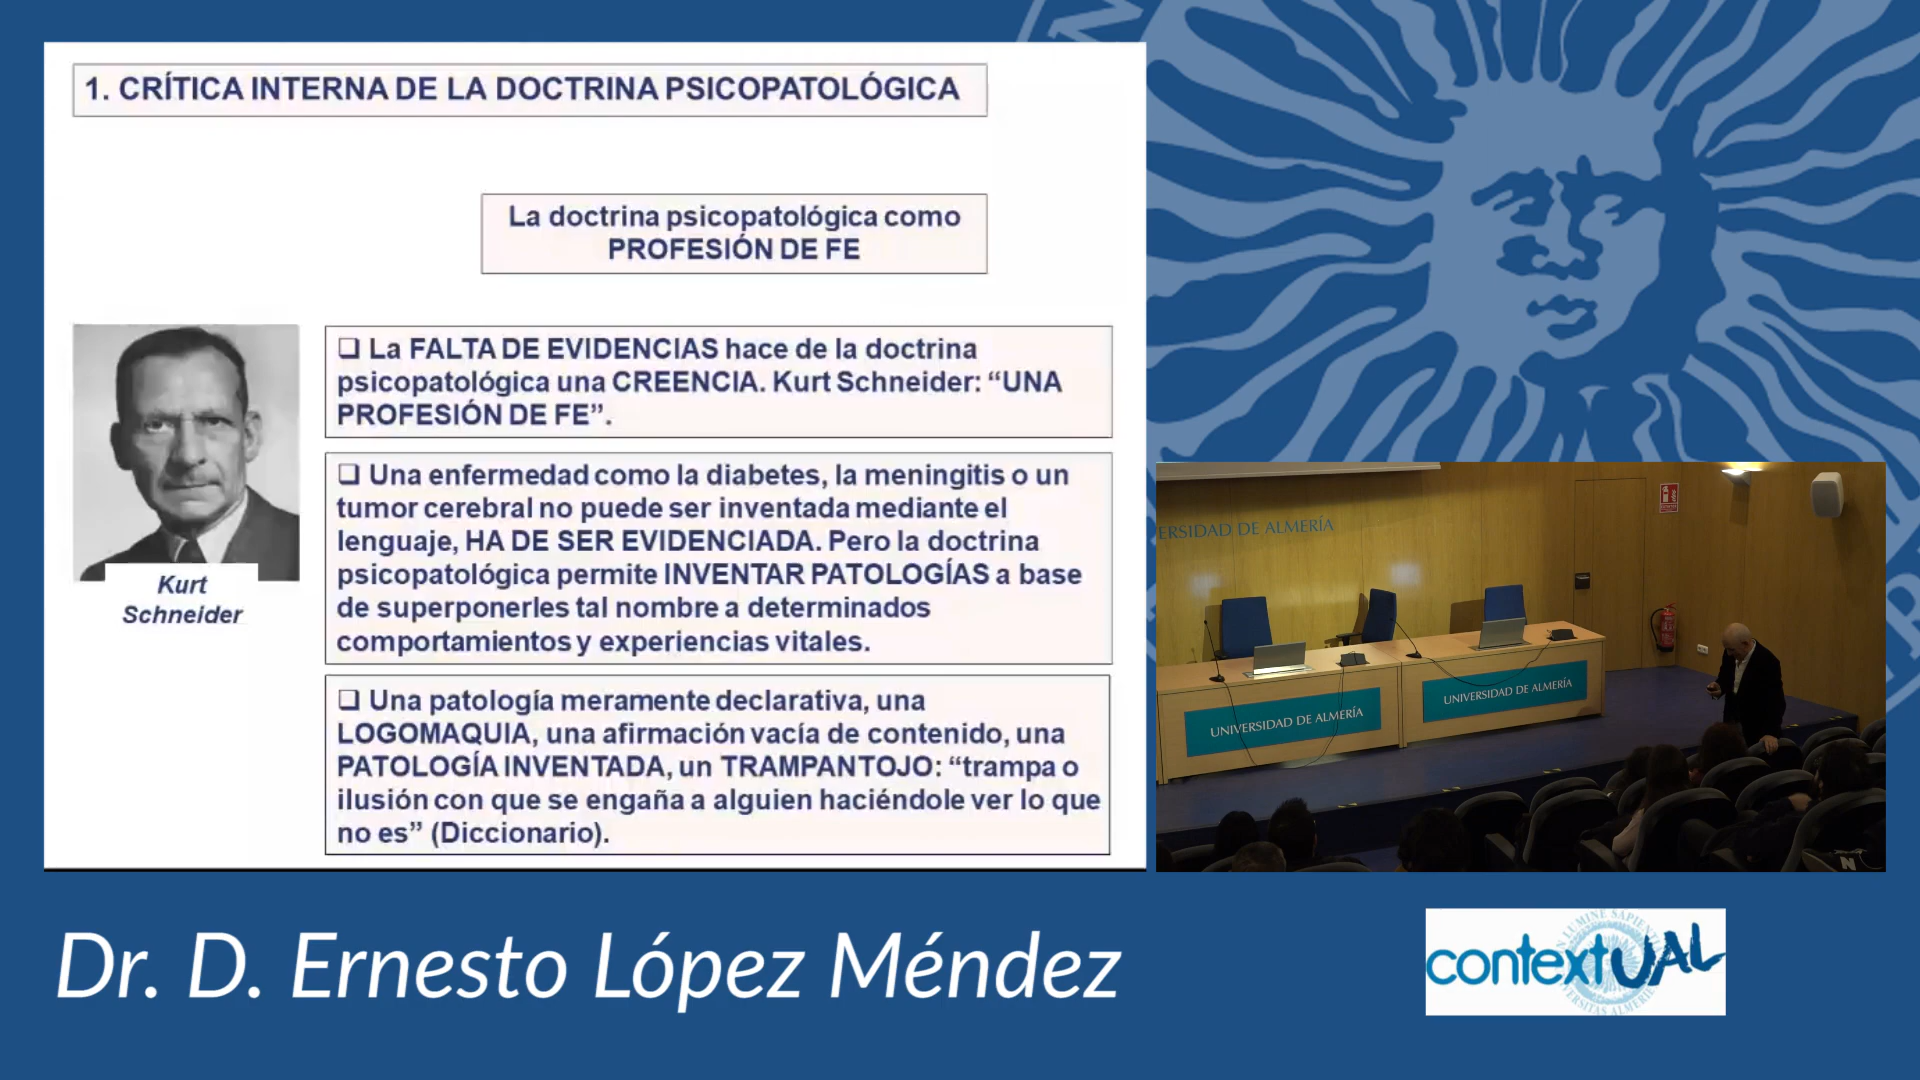 1. CRÍTICA INTERNA DE LA DOCTRINA PSICOPATOLÓGICA
La doctrina psicopatológica como
PROFESIÓN DE FE
❑ La FALTA DE EVIDENCIAS hace de la doctrina
psicopatológica una CREENCIA. Kurt Schneider: “UNA
PROFESIÓN DE FE”.
Kurt
Schneider
❑ Una enfermedad como la diabetes, la meningitis o un
tumor cerebral no puede ser inventada mediante el
lenguaje, HA DE SER EVIDENCIADA. Pero la doctrina
psicopatológica permite INVENTAR PATOLOGÍAS a base
de superponerles tal nombre a determinados
comportamientos y experiencias vitales.
❑ Una patología meramente declarativa, una
LOGOMAQUIA, una afirmación vacía de contenido, una
PATOLOGÍA INVENTADA, un TRAMPANTOJO: “trampa o
ilusión con que se engaña a alguien haciéndole ver lo que
no es” (Diccionario).
ERSIDAD DE ALMERÍA
UNIVERSIDAD DE ALMERÍA
UNIVERSIDAD DE ALMERÍA
Dr. D. Ernesto López Méndez
contextUAL